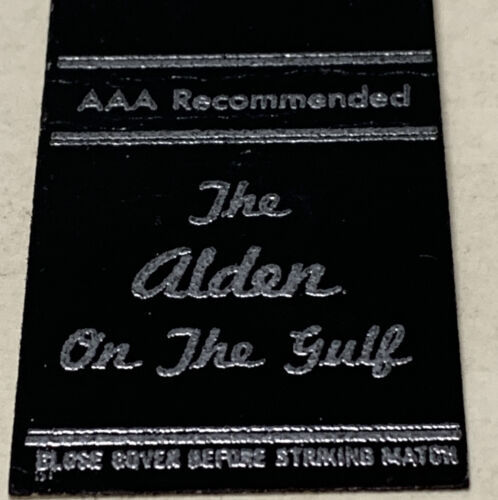 AAA Recommended
The
Alden
On The Gulf
CLOSE COVER BEFORE STRIKING MATCH